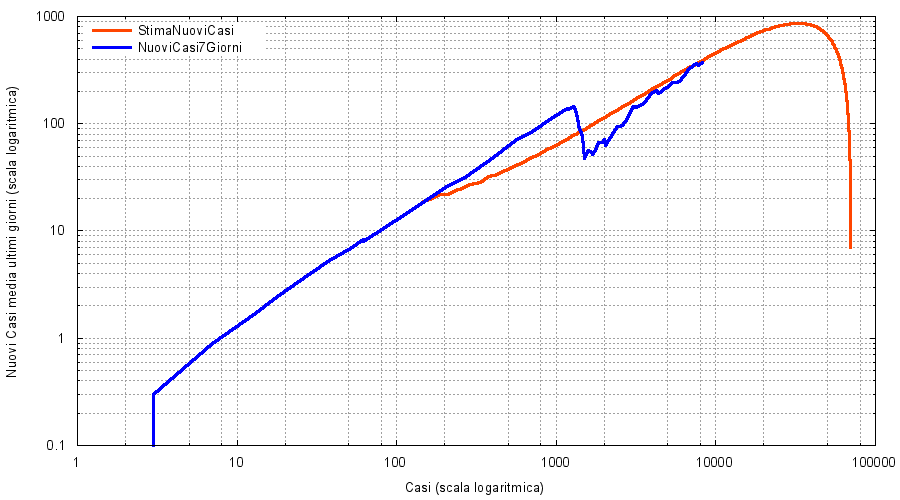 1000
100
10
1
0.1
StimaNuoviCasi
NuoviCasi7Giorni
Nuovi Casi media ultimi giorni (scala logaritmica)
1 10 100 1000 10000 100000
Casi (scala logaritmica)